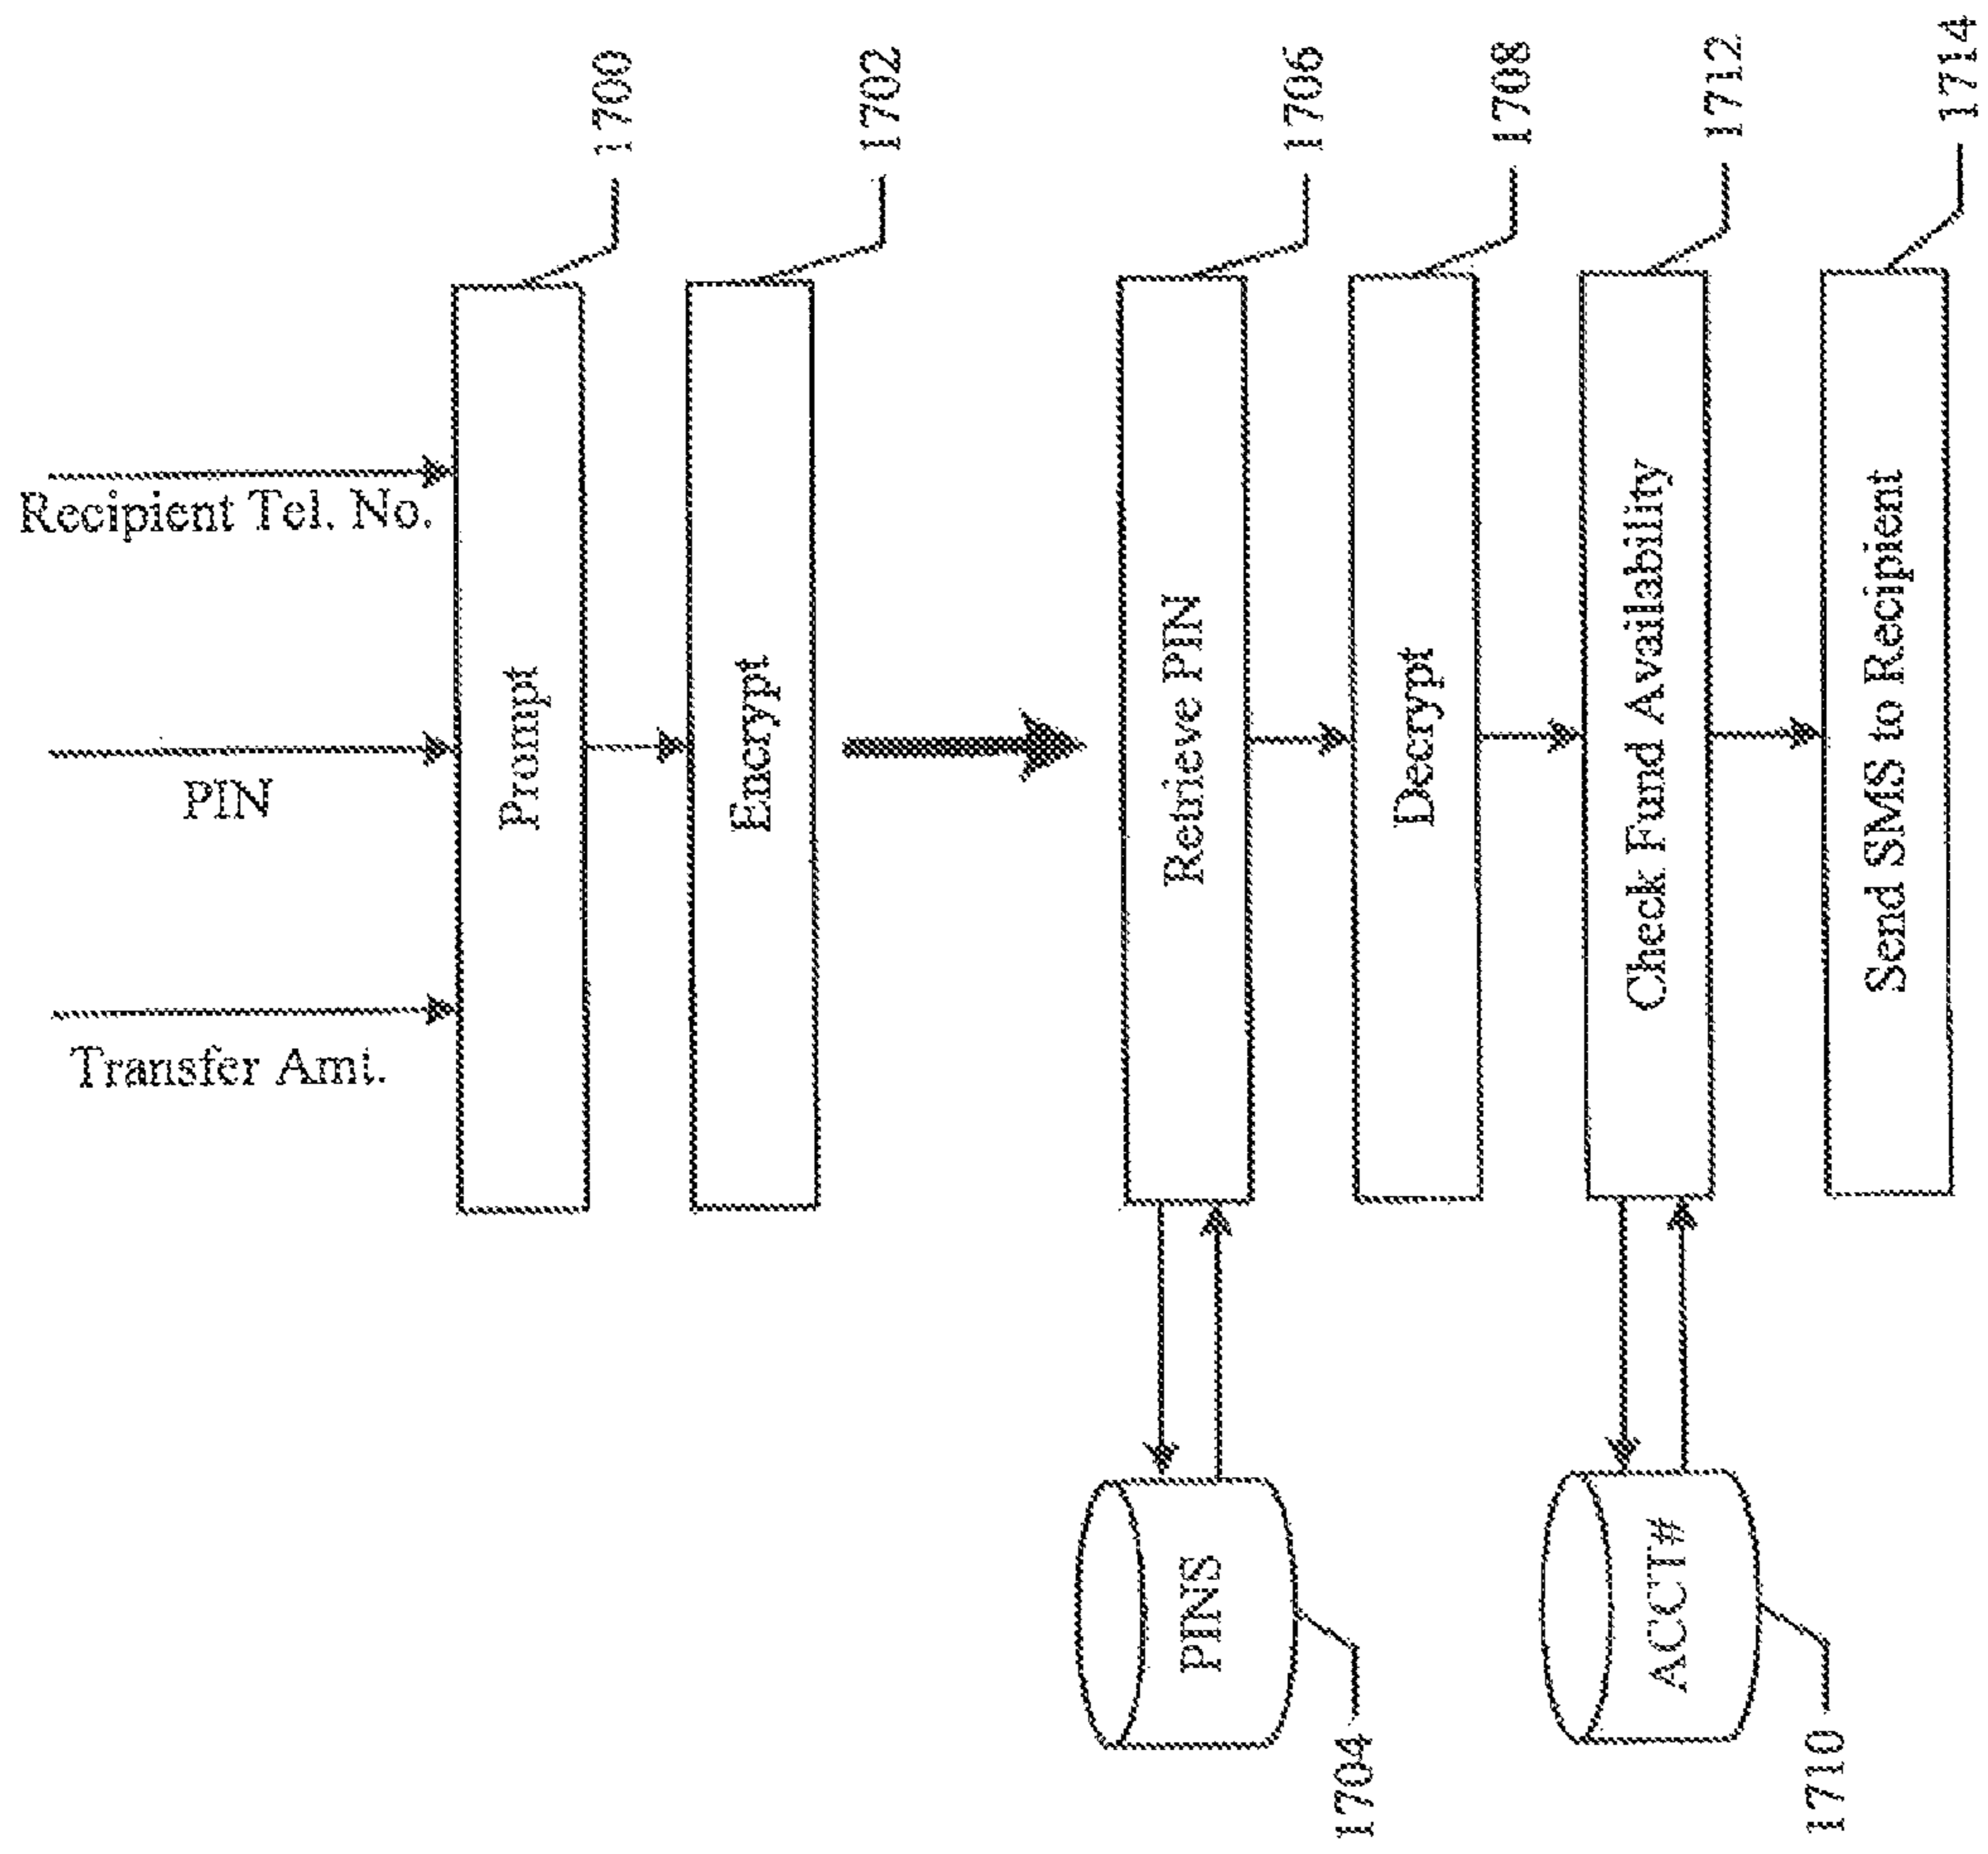 Recipient Tel. No.
PIN
Transfer Amt.
Prompt
1700
Encrypt
1702
Retrieve PIN
1706
PINS
1704
Decrypt
1708
Check Fund Availability
1712
ACCT#
1710
Send SMS to Recipient
1714